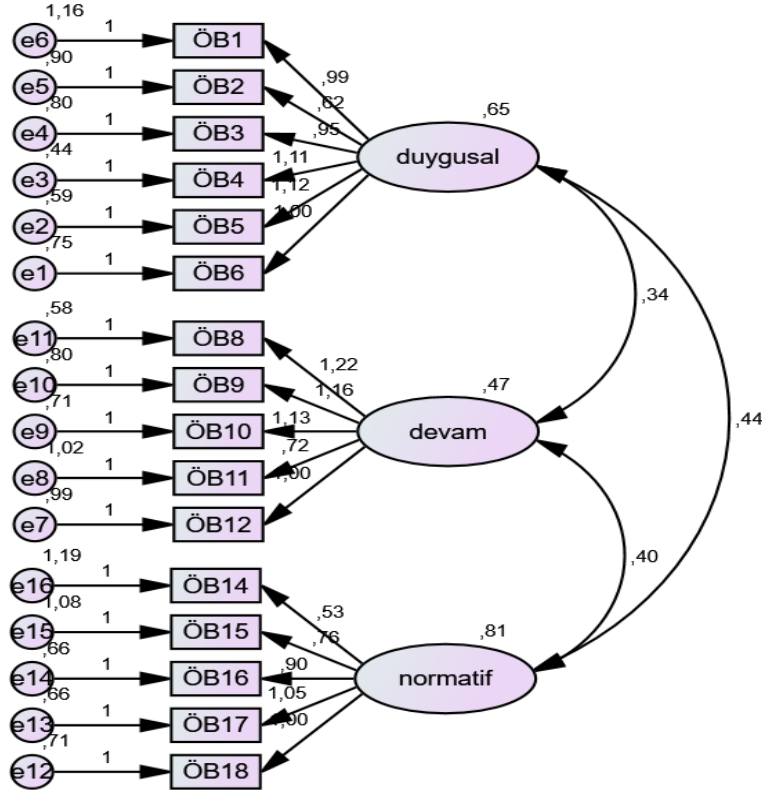 1,16
e6 1 ÖB1
,90
e5 1 ÖB2
,80
e4 1 ÖB3
,44
e3 1 ÖB4
,59
e2 1 ÖB5
,75
e1 1 ÖB6
,99
,62
,95
1,11
1,12
1,00
,65
duygusal
,34
,58
e11 1 ÖB8
,80
e10 1 ÖB9
,71
e9 1 ÖB10
1,02
e8 1 ÖB11
,99
e7 1 ÖB12
1,22
1,16
1,13
,72
1,00
,47
devam
,44
,40
1,19
e16 1 ÖB14
1,08
e15 1 ÖB15
,66
e14 1 ÖB16
,66
e13 1 ÖB17
,71
e12 1 ÖB18
,53
,76
,90
1,05
1,00
,81
normatif